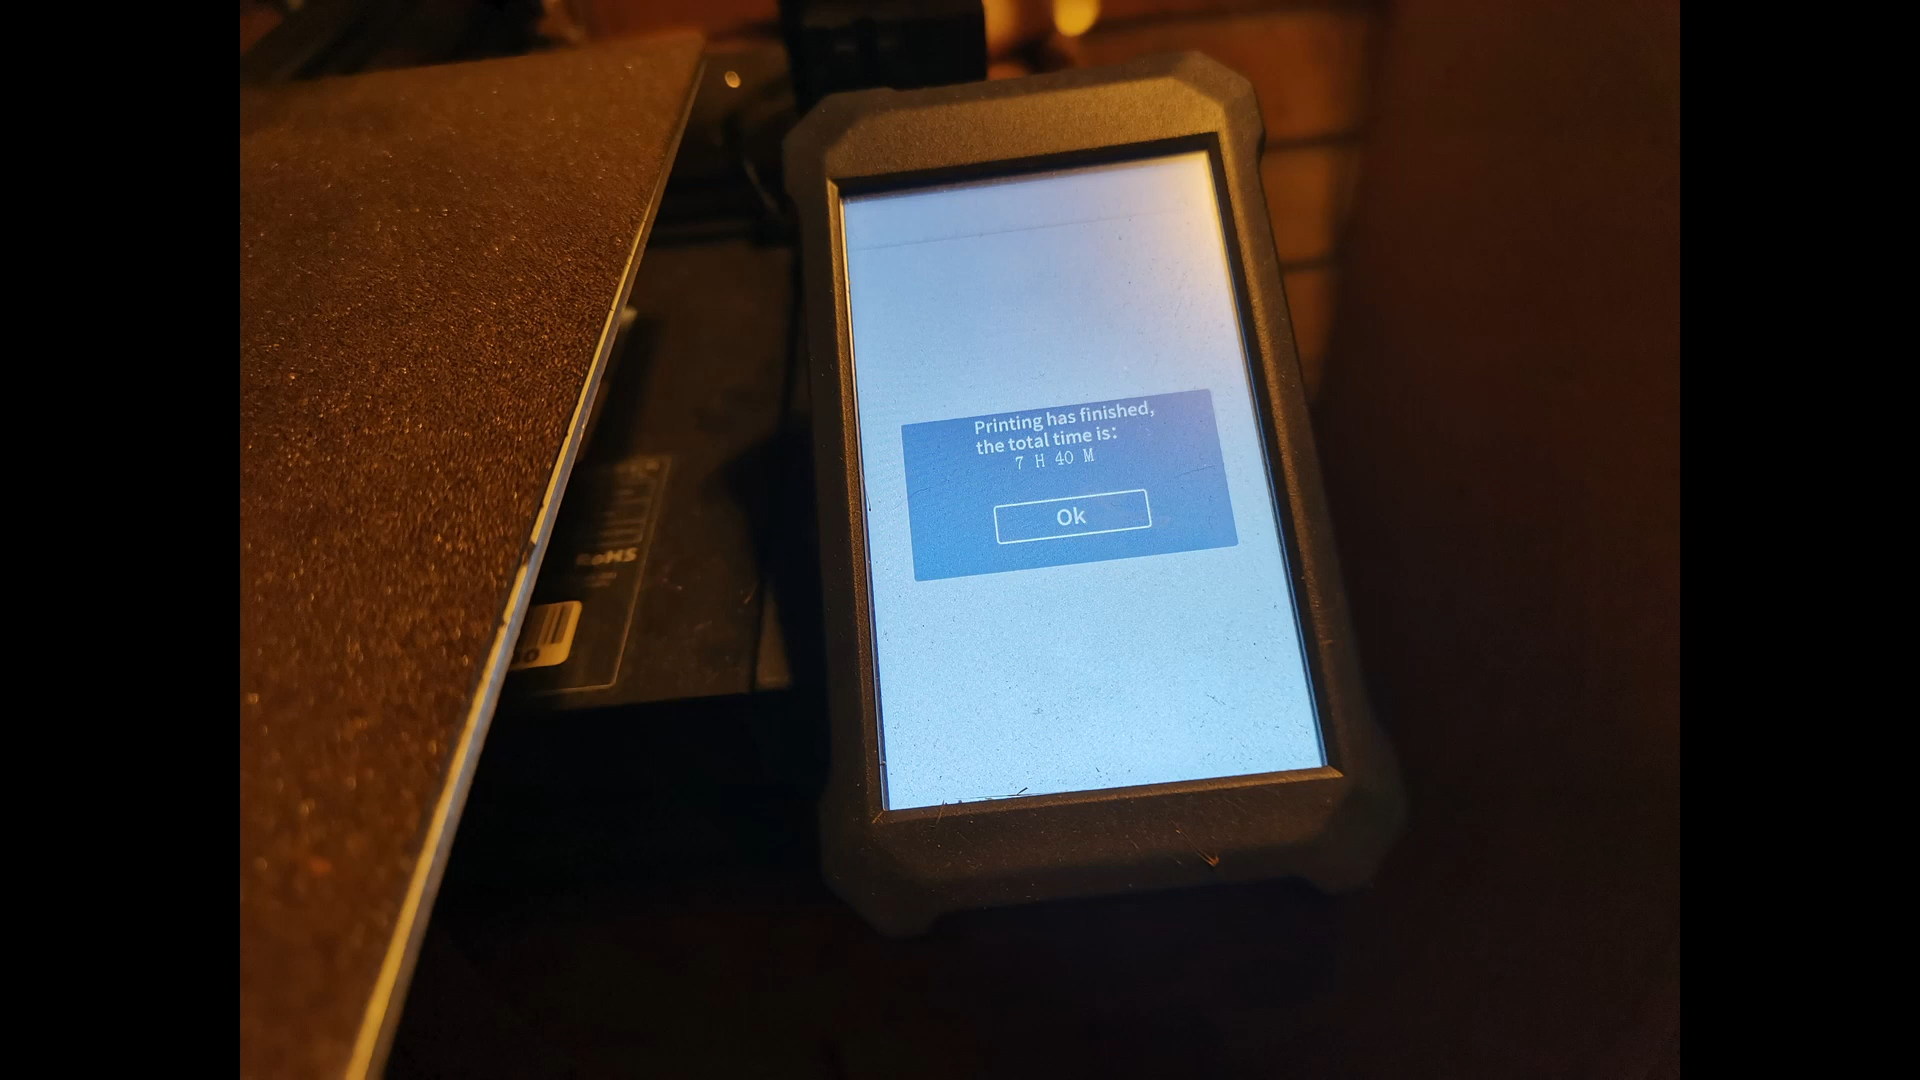 Printing has finished,
the total time is:
7 H 40 M
Ok
RoHS